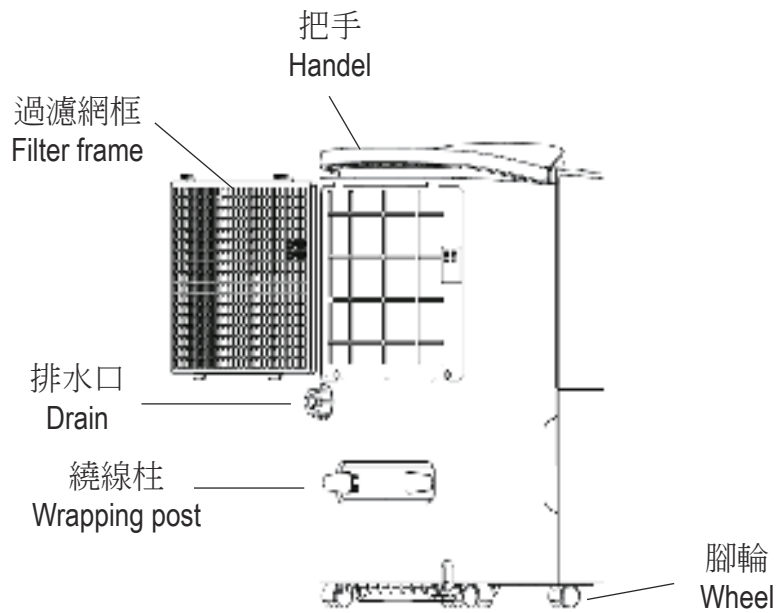 把手
Handel
過濾網框
Filter frame
排水口
Drain
繞線柱
Wrapping post
腳輪
Wheel